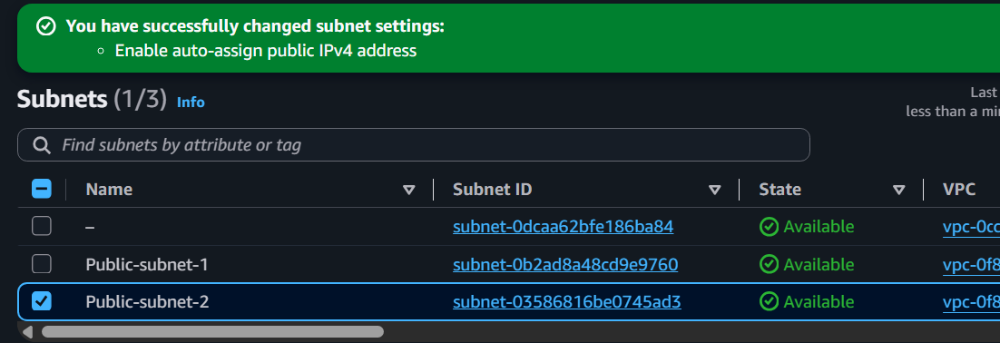 You have successfully changed subnet settings:
Enable auto-assign public IPv4 address
Subnets (1/3) Info
Last
less than a mi
Find subnets by attribute or tag
Name Subnet ID State VPC
– subnet-0dcaa62bfe186ba84 Available vpc-0cc
Public-subnet-1 subnet-0b2ad8a48cd9e9760 Available vpc-0f8
Public-subnet-2 subnet-03586816be0745ad3 Available vpc-0f8